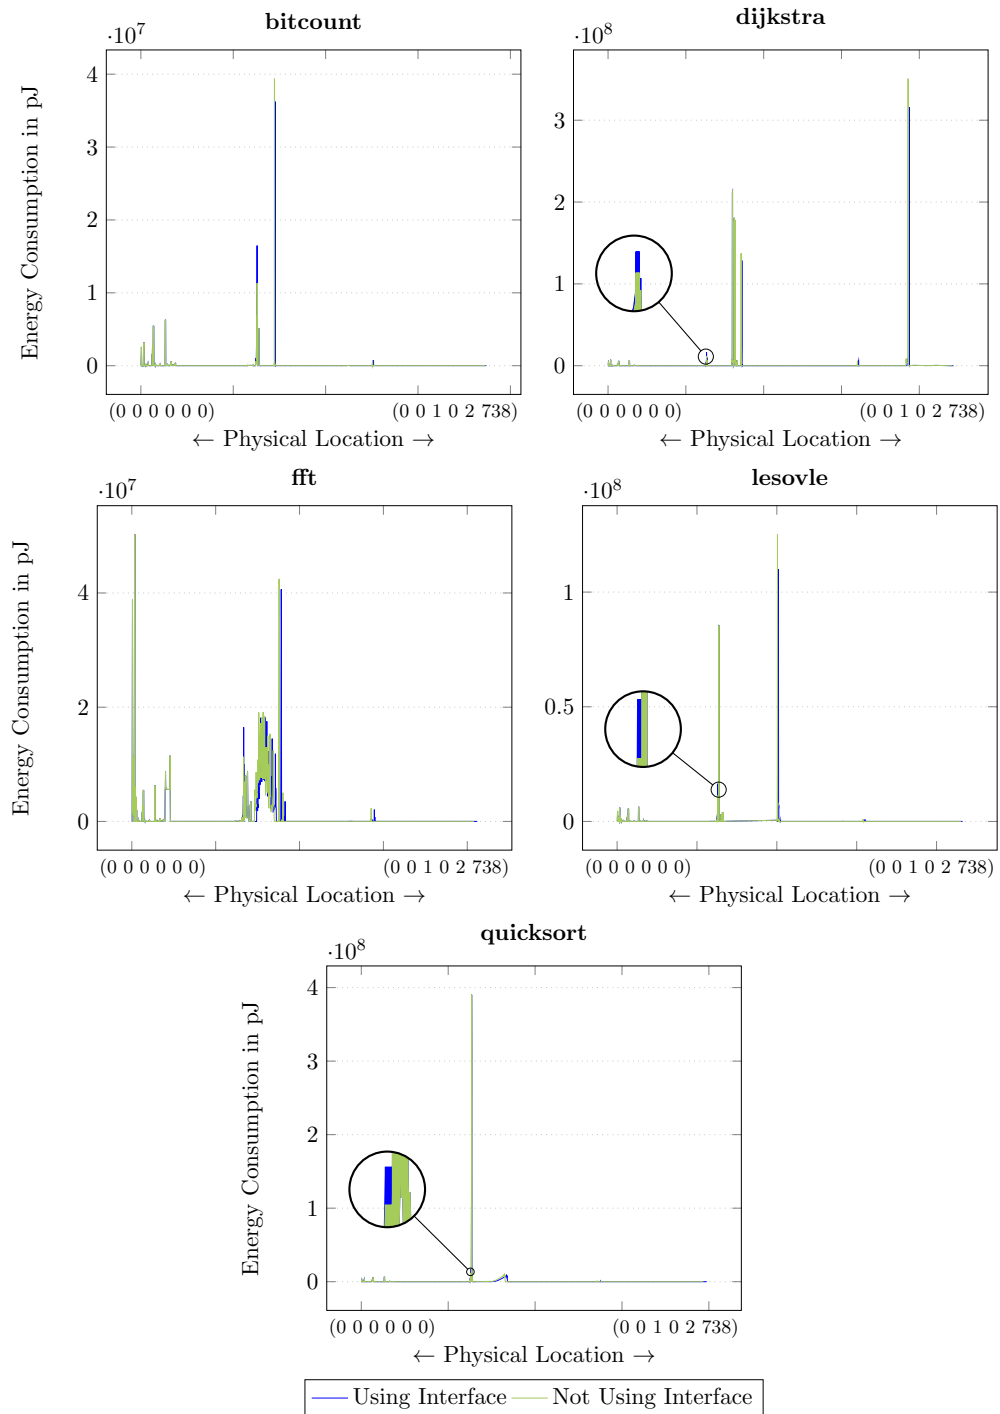 bitcount
·10^7
Energy Consumption in pJ
4
3
2
1
0
(0 0 0 0 0 0)
(0 0 1 0 2 738)
← Physical Location →
dijkstra
·10^8
3
2
1
0
(0 0 0 0 0 0)
(0 0 1 0 2 738)
← Physical Location →
fft
·10^7
Energy Consumption in pJ
4
2
0
(0 0 0 0 0 0)
(0 0 1 0 2 738)
← Physical Location →
lesovle
·10^8
1
0.5
0
(0 0 0 0 0 0)
(0 0 1 0 2 738)
← Physical Location →
quicksort
·10^8
Energy Consumption in pJ
4
3
2
1
0
(0 0 0 0 0 0)
(0 0 1 0 2 738)
← Physical Location →
Using Interface
Not Using Interface